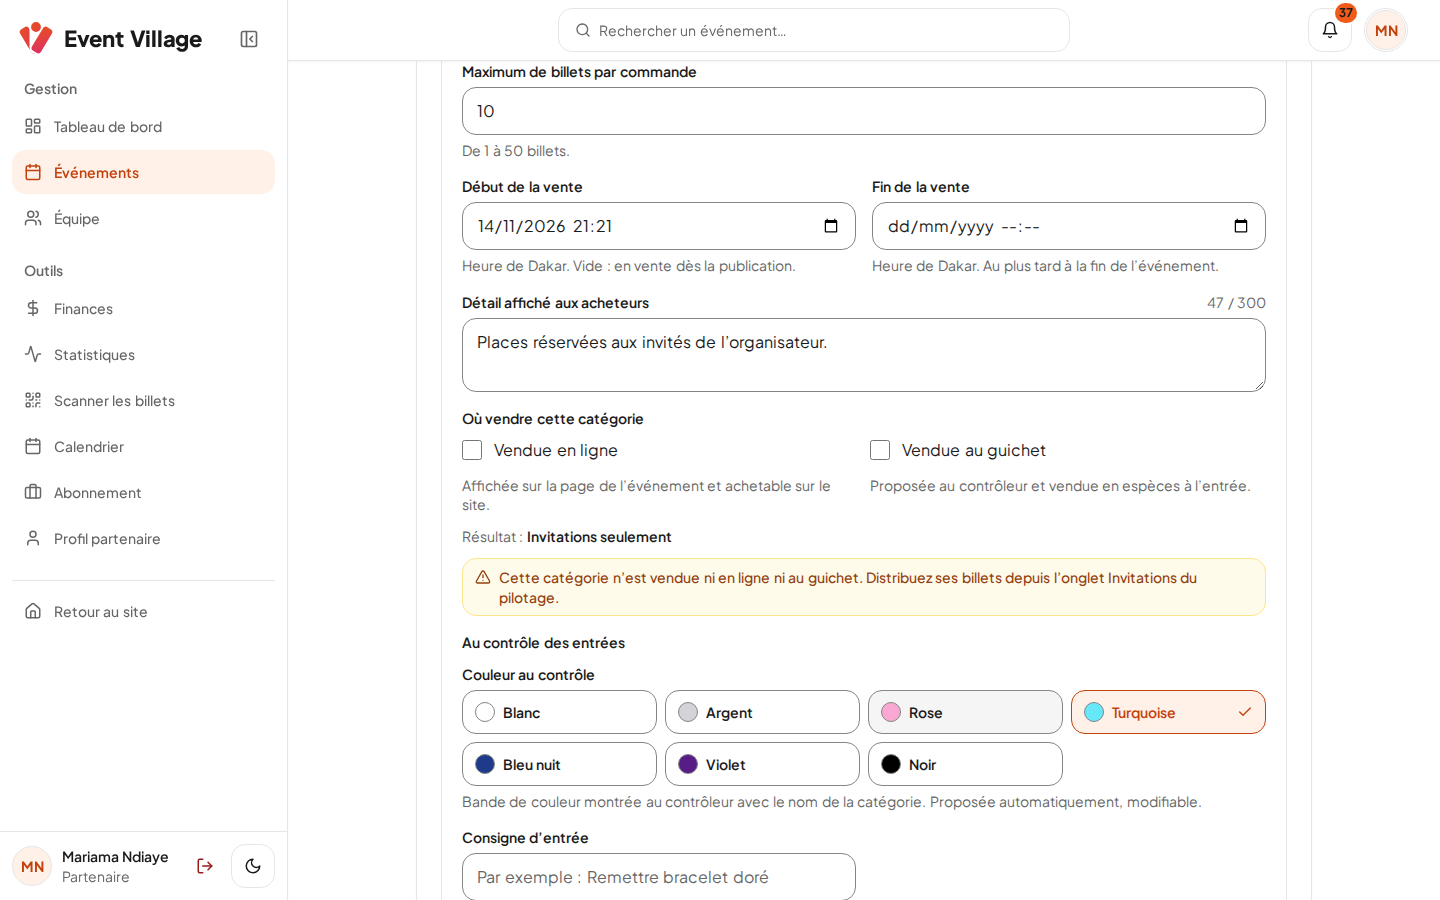 Event Village
Rechercher un événement…
37
MN
Gestion
Tableau de bord
Événements
Équipe
Outils
Finances
Statistiques
Scanner les billets
Calendrier
Abonnement
Profil partenaire
Retour au site
MN
Mariama Ndiaye
Partenaire
Maximum de billets par commande
10
De 1 à 50 billets.
Début de la vente
Fin de la vente
14/11/2026 21:21
dd/mm/yyyy --:--
Heure de Dakar. Vide : en vente dès la publication.
Heure de Dakar. Au plus tard à la fin de l’événement.
Détail affiché aux acheteurs
47 / 300
Places réservées aux invités de l’organisateur.
Où vendre cette catégorie
Vendue en ligne
Vendue au guichet
Affichée sur la page de l’événement et achetable sur le
site.
Proposée au contrôleur et vendue en espèces à l’entrée.
Résultat : Invitations seulement
Cette catégorie n’est vendue ni en ligne ni au guichet. Distribuez ses billets depuis l’onglet Invitations du
pilotage.
Au contrôle des entrées
Couleur au contrôle
Blanc
Argent
Rose
Turquoise
Bleu nuit
Violet
Noir
Bande de couleur montrée au contrôleur avec le nom de la catégorie. Proposée automatiquement, modifiable.
Consigne d’entrée
Par exemple : Remettre bracelet doré